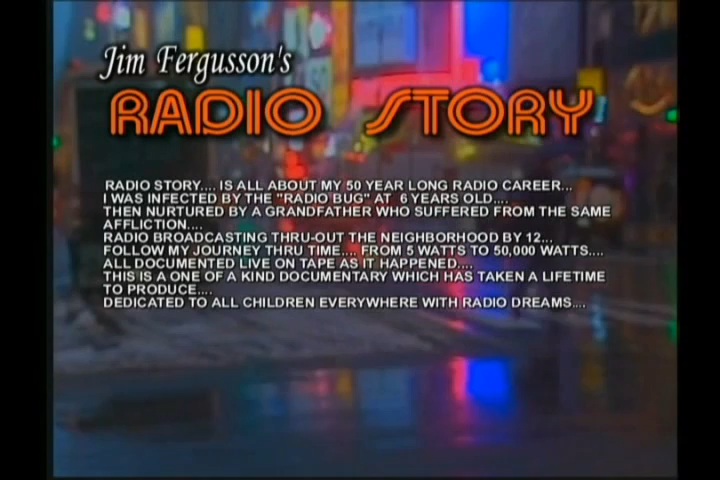 Jim Fergusson's
RADIO STORY
RADIO STORY.... IS ALL ABOUT MY 50 YEAR LONG RADIO CAREER...
I WAS INFECTED BY THE "RADIO BUG" AT  6 YEARS OLD....
THEN NURTURED BY A GRANDFATHER WHO SUFFERED FROM THE SAME
AFFLICTION....
RADIO BROADCASTING THRU-OUT THE NEIGHBORHOOD BY 12...
FOLLOW MY JOURNEY THRU TIME.... FROM 5 WATTS TO 50,000 WATTS....
ALL DOCUMENTED LIVE ON TAPE AS IT HAPPENED....
THIS IS A ONE OF A KIND DOCUMENTARY WHICH HAS TAKEN A LIFETIME
TO PRODUCE....
DEDICATED TO ALL CHILDREN EVERYWHERE WITH RADIO DREAMS....